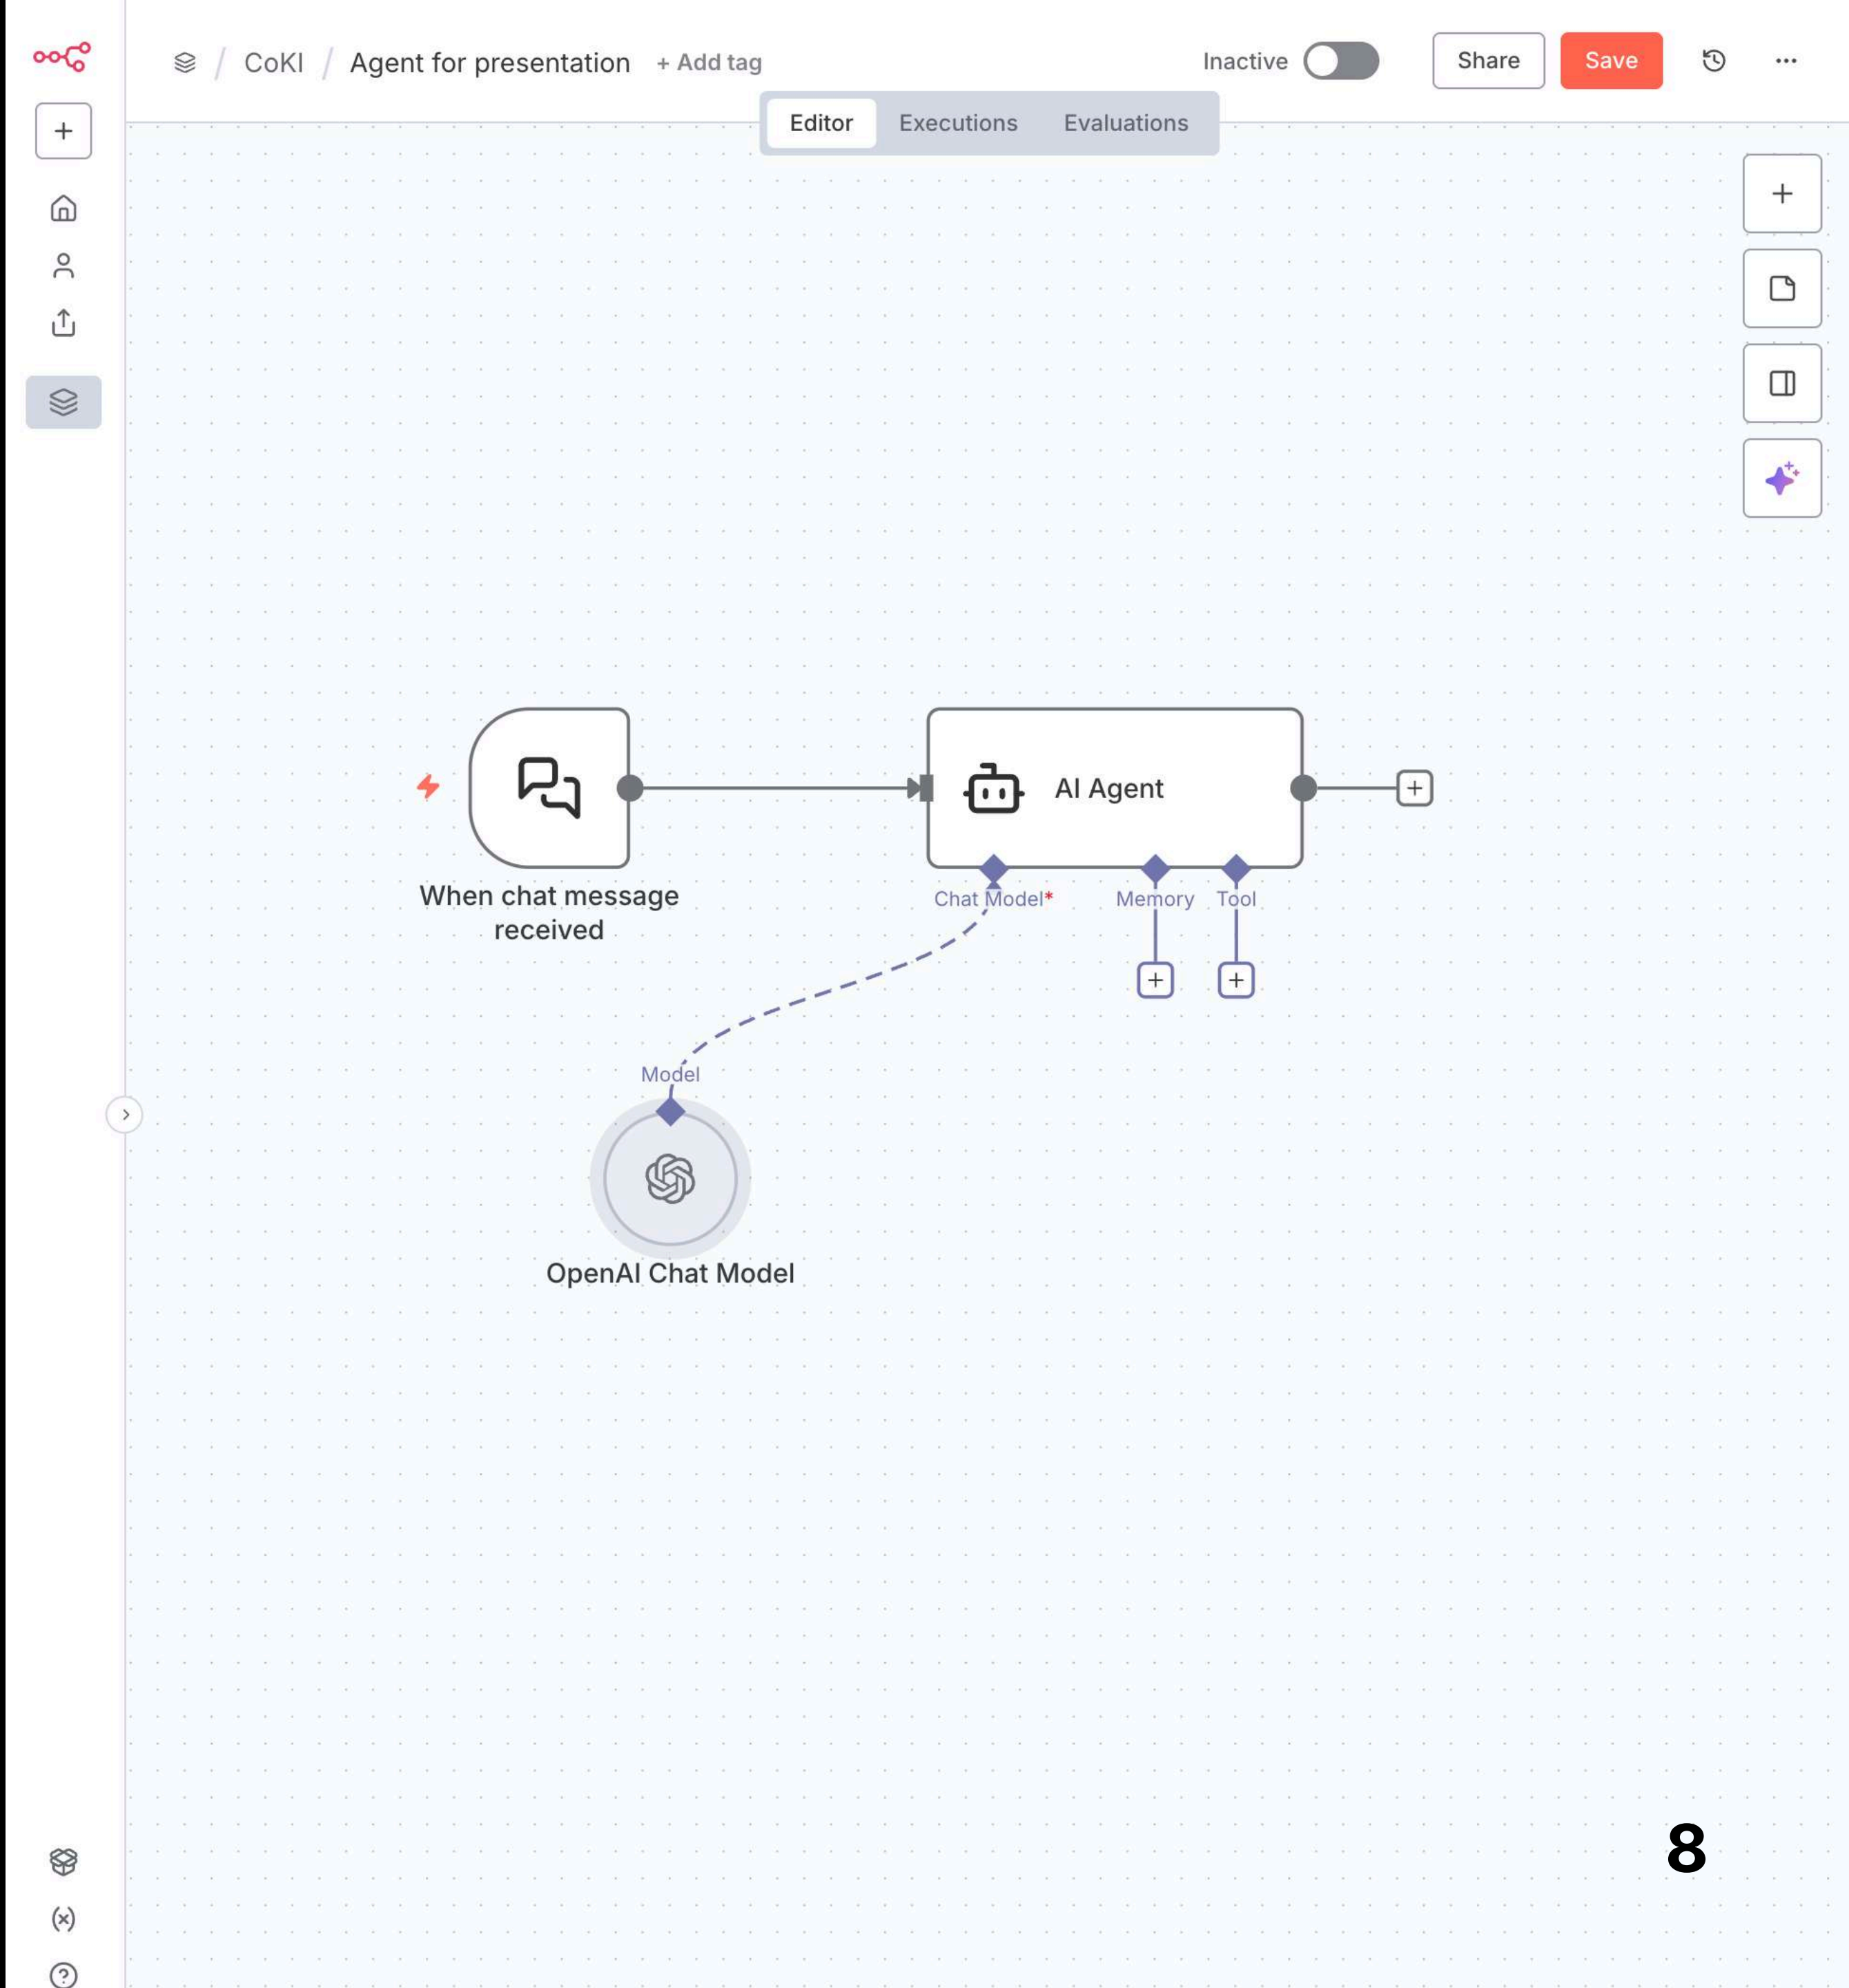 CoKI / Agent for presentation + Add tag
Inactive
Share
Save
Editor
Executions
Evaluations
AI Agent
When chat message
received
Chat Model*
Memory
Tool
Model
OpenAI Chat Model
8